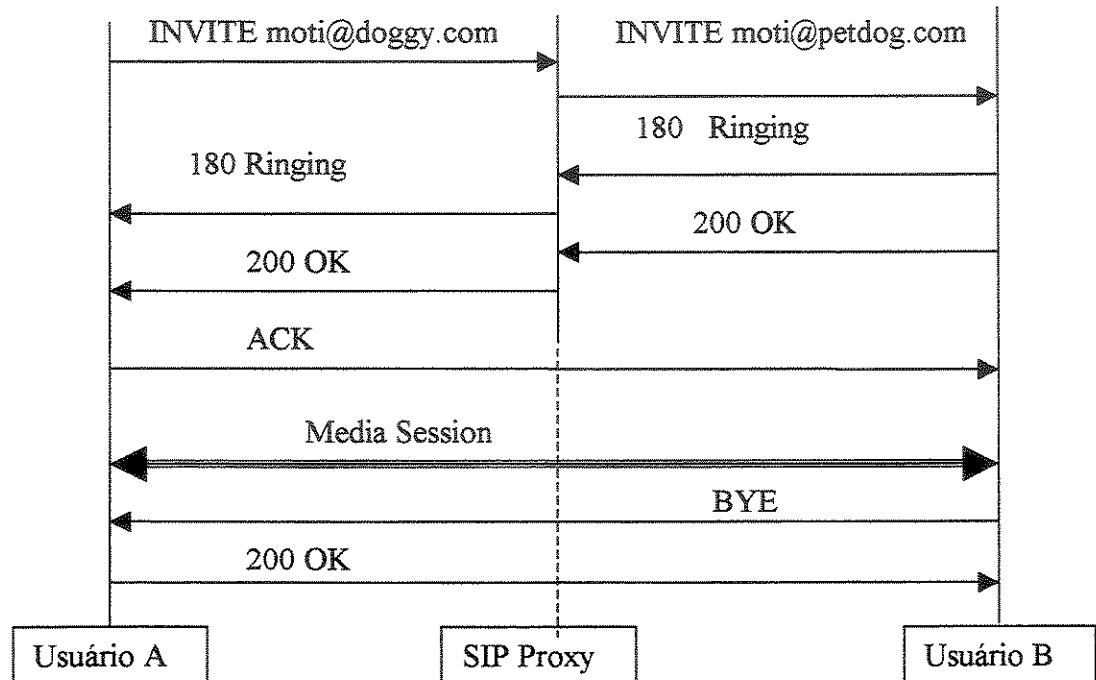 INVITE moti@doggy.com
INVITE moti@petdog.com
180 Ringing
180 Ringing
200 OK
200 OK
ACK
Media Session
BYE
200 OK
Usuário A
SIP Proxy
Usuário B